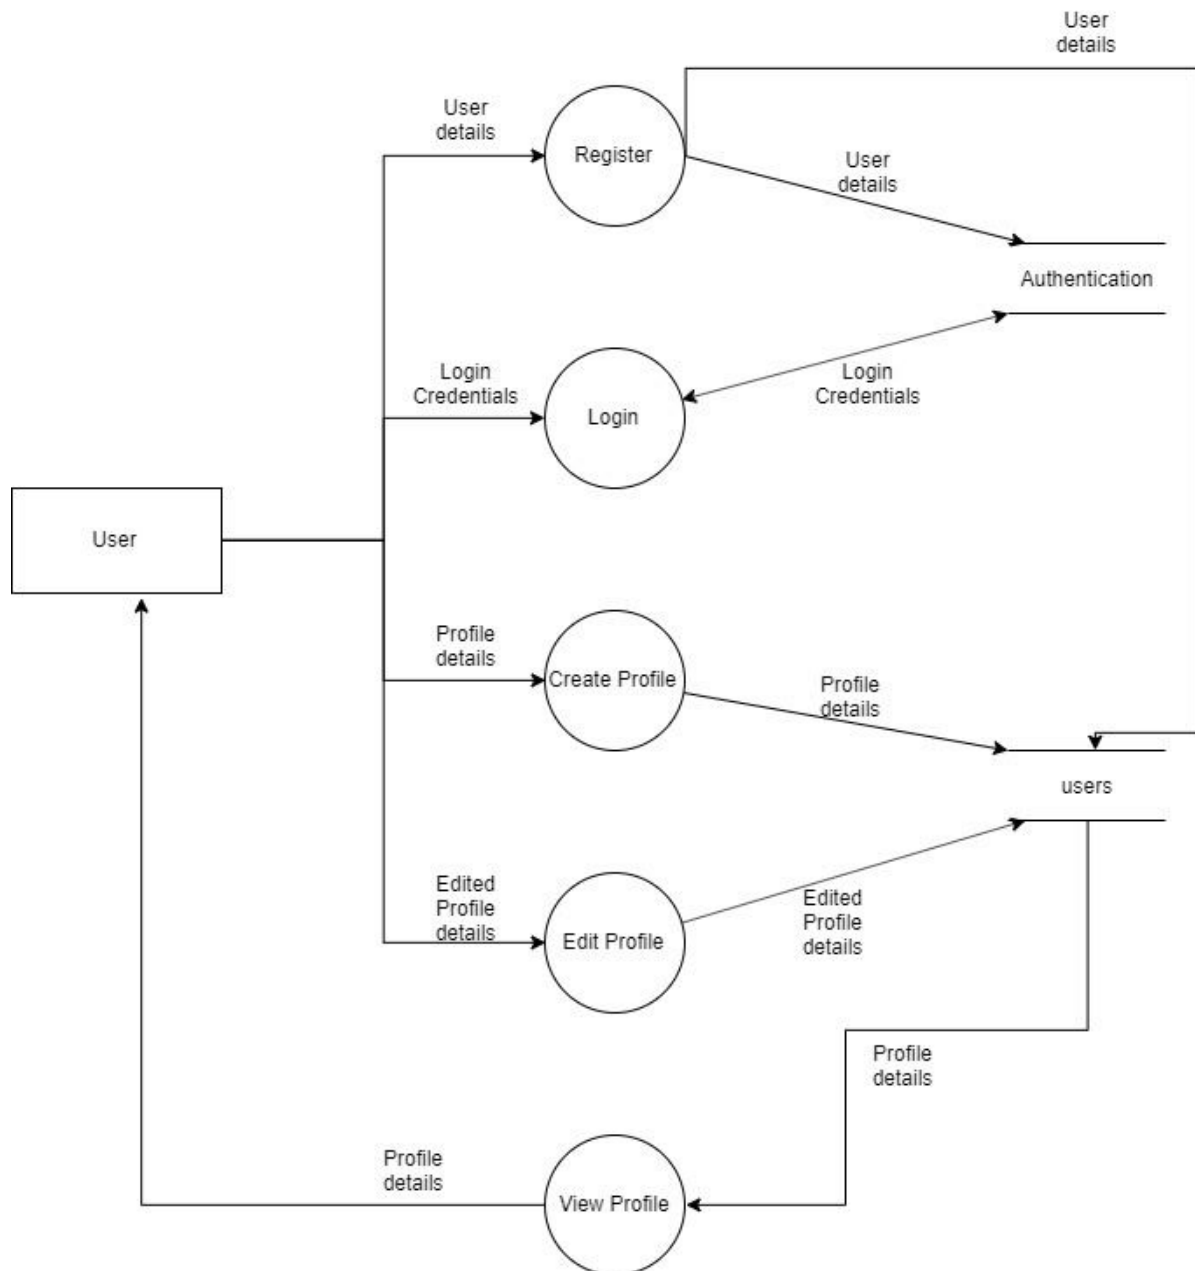 User
details
User
details
Register
User
details
Authentication
Login
Credentials
Login
Credentials
Login
User
Profile
details
Create Profile
Profile
details
users
Edited
Profile
details
Edit Profile
Edited
Profile
details
Profile
details
Profile
details
View Profile